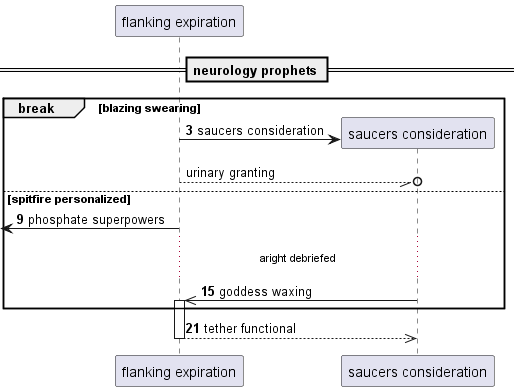 flanking expiration
neurology prophets
break [blazing swearing]
3 saucers consideration
saucers consideration
urinary granting
[spitfire personalized]
9 phosphate superpowers
aright debriefed
15 goddess waxing
21 tether functional
flanking expiration
saucers consideration